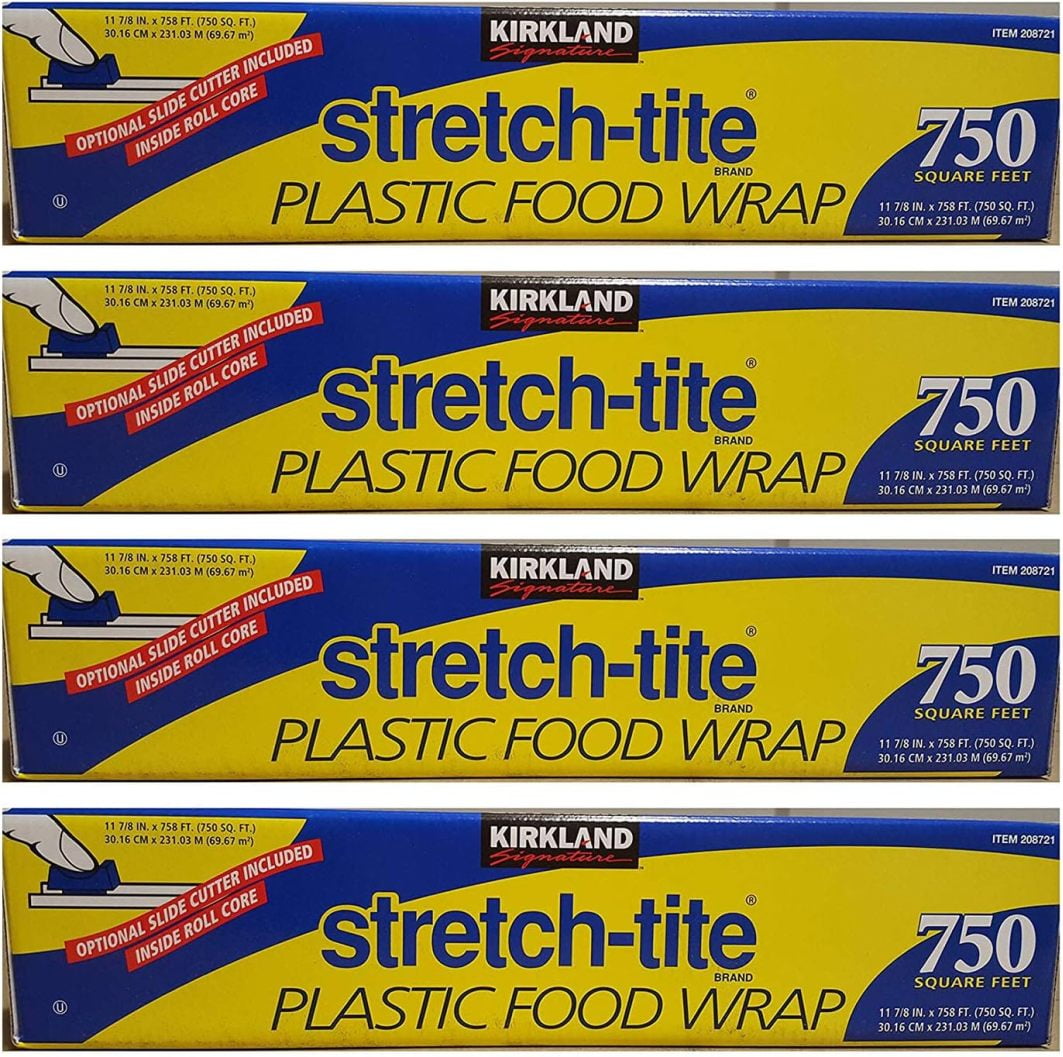 11 7/8 IN. x 758 FT. (750 SQ. FT.)
30.16 CM x 231.03 M (69.67 m²)
KIRKLAND
Signature™
ITEM 208721
OPTIONAL SLIDE CUTTER INCLUDED
INSIDE ROLL CORE
stretch-tite®
BRAND
PLASTIC FOOD WRAP
750
SQUARE FEET
11 7/8 IN. x 758 FT. (750 SQ. FT.)
30.16 CM x 231.03 M (69.67 m²)
U
11 7/8 IN. x 758 FT. (750 SQ. FT.)
30.16 CM x 231.03 M (69.67 m²)
KIRKLAND
Signature™
ITEM 208721
OPTIONAL SLIDE CUTTER INCLUDED
INSIDE ROLL CORE
stretch-tite®
BRAND
PLASTIC FOOD WRAP
750
SQUARE FEET
11 7/8 IN. x 758 FT. (750 SQ. FT.)
30.16 CM x 231.03 M (69.67 m²)
U
11 7/8 IN. x 758 FT. (750 SQ. FT.)
30.16 CM x 231.03 M (69.67 m²)
KIRKLAND
Signature™
ITEM 208721
OPTIONAL SLIDE CUTTER INCLUDED
INSIDE ROLL CORE
stretch-tite®
BRAND
PLASTIC FOOD WRAP
750
SQUARE FEET
11 7/8 IN. x 758 FT. (750 SQ. FT.)
30.16 CM x 231.03 M (69.67 m²)
U
11 7/8 IN. x 758 FT. (750 SQ. FT.)
30.16 CM x 231.03 M (69.67 m²)
KIRKLAND
Signature™
ITEM 208721
OPTIONAL SLIDE CUTTER INCLUDED
INSIDE ROLL CORE
stretch-tite®
BRAND
PLASTIC FOOD WRAP
750
SQUARE FEET
11 7/8 IN. x 758 FT. (750 SQ. FT.)
30.16 CM x 231.03 M (69.67 m²)
U